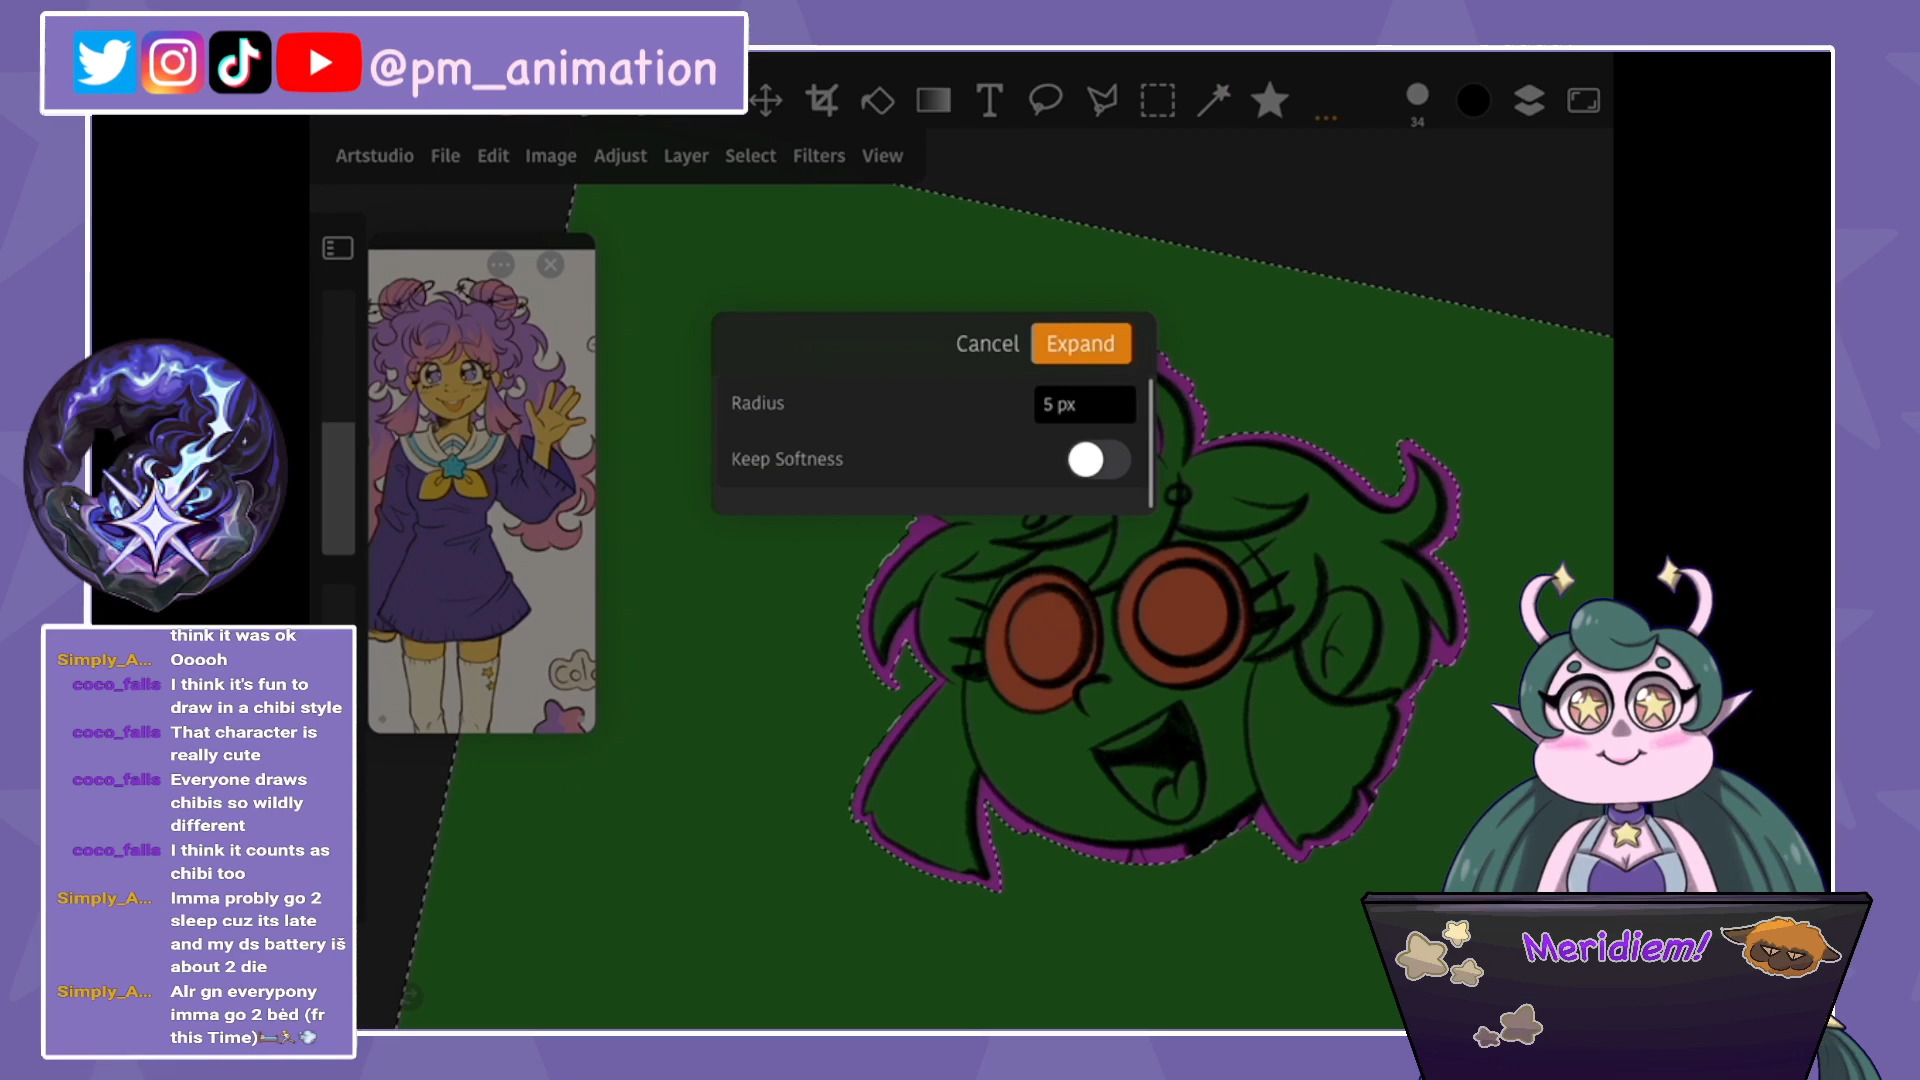 @pm_animation
34
Artstudio File Edit Image Adjust Layer Select Filters View
Cancel Expand
Radius 5 px
Keep Softness
think it was ok
Simply_A... Ooooh
coco_falls I think it's fun to
draw in a chibi style
coco_falls That character is
really cute
coco_falls Everyone draws
chibis so wildly
different
coco_falls I think it counts as
chibi too
Simply_A... Imma probly go 2
sleep cuz its late
and my ds battery iš
about 2 die
Simply_A... Alr gn everypony
imma go 2 bėd (fr
this Time)
Meridiem!